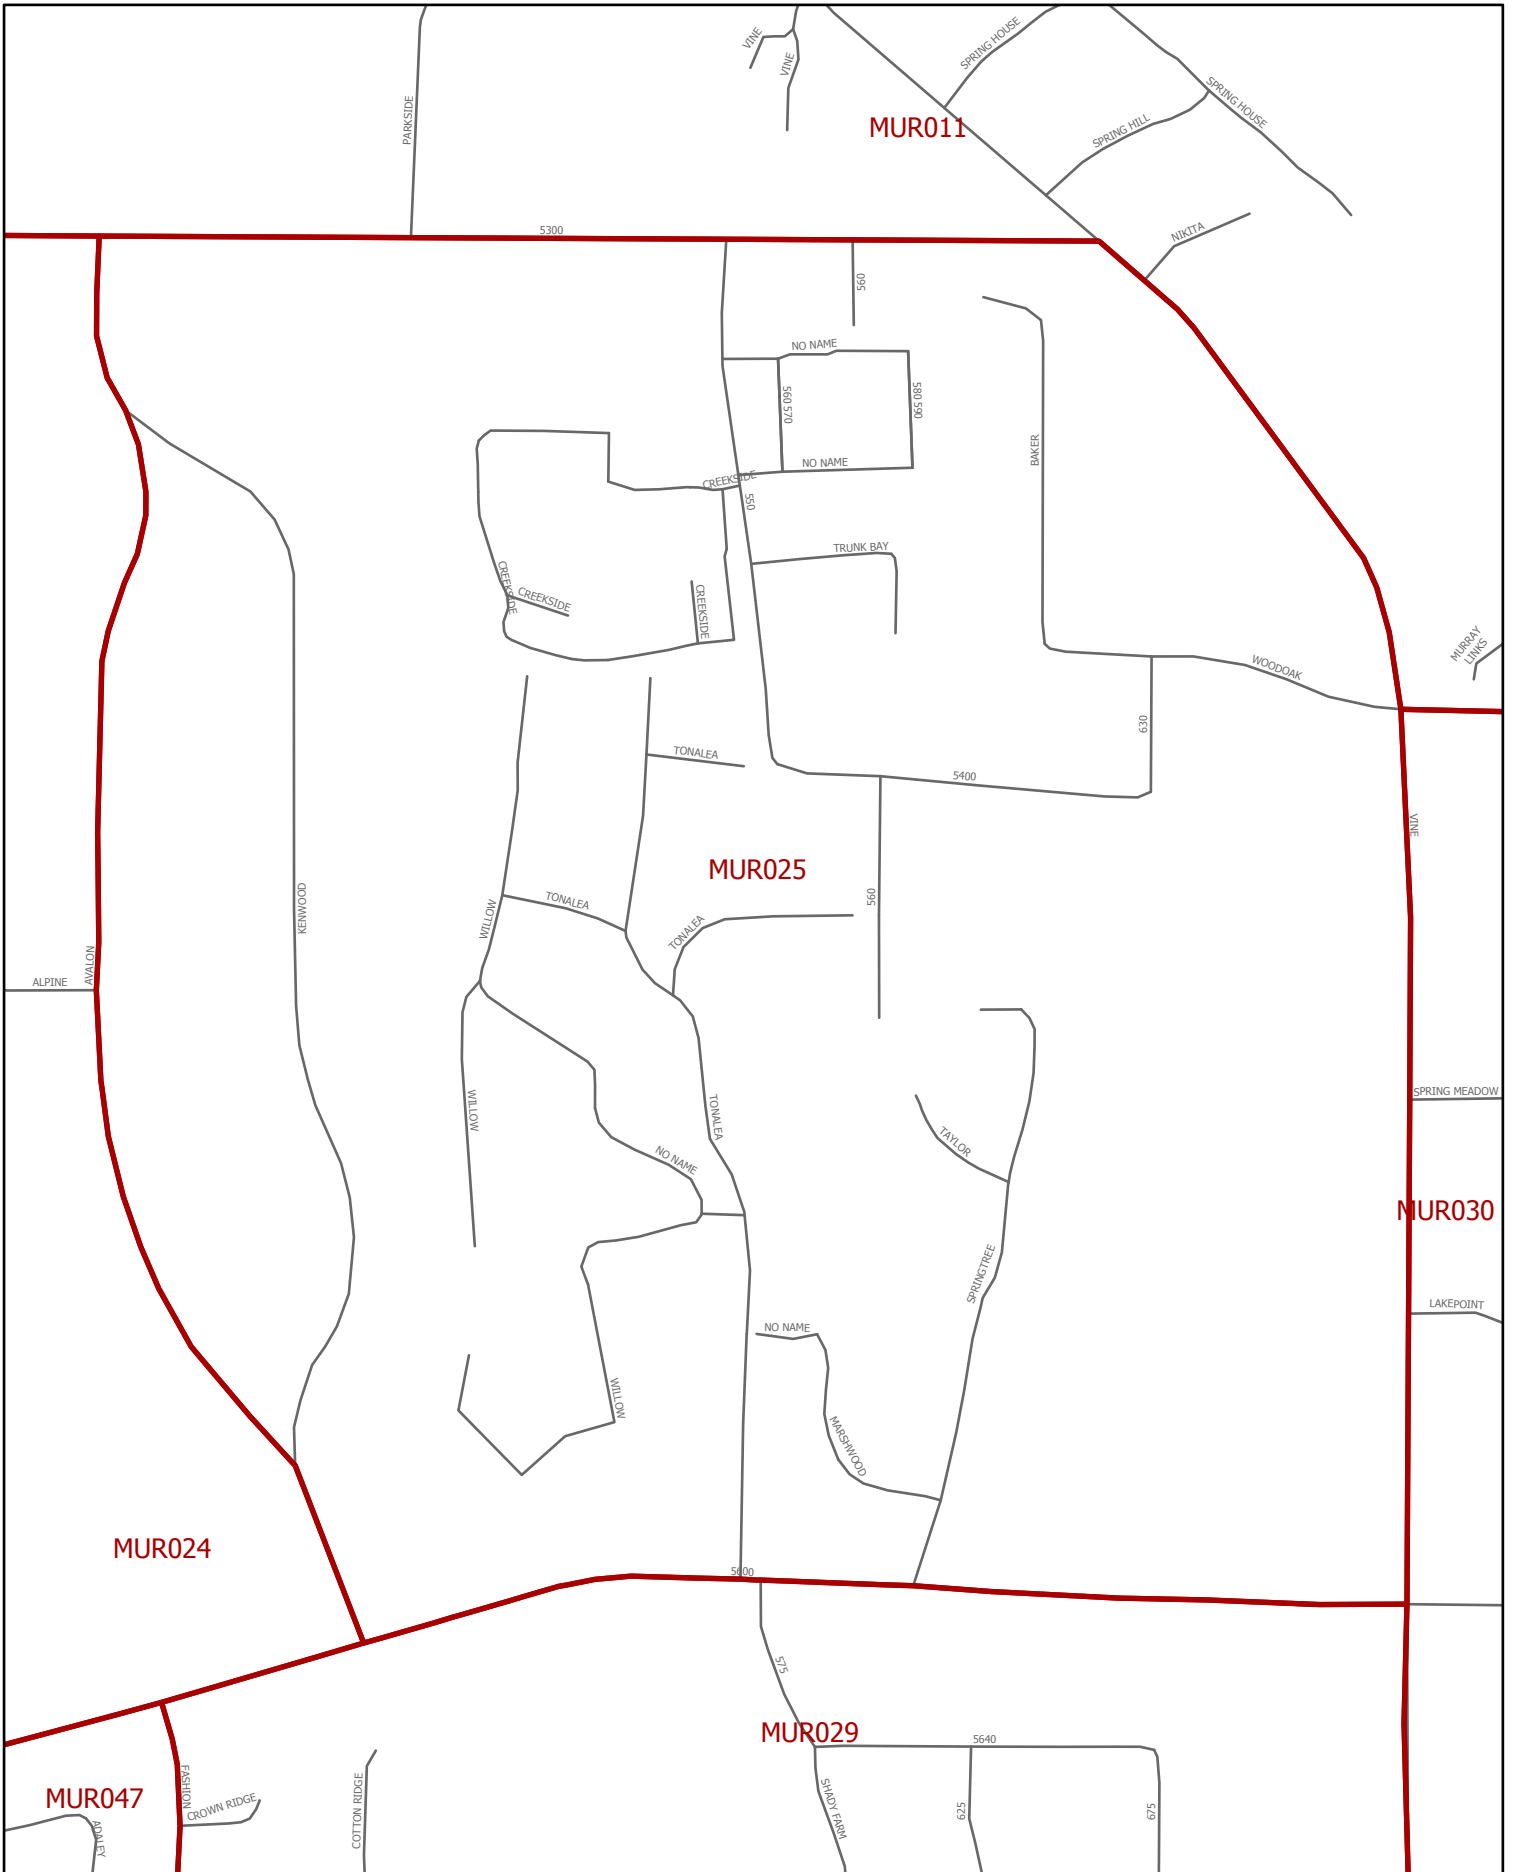 VINE
VINE
SPRING HOUSE
PARKSIDE
MUR011
SPRING HILL
SPRING HOUSE
5300
NIKITA
560
NO NAME
560 570
580 590
BAKER
NO NAME
CREEKSIDE
550
TRUNK BAY
CREEKSIDE
CREEKSIDE
CREEKSIDE
MURRAY
LINKS
WOODOAK
630
TONALEA
5400
VINE
MUR025
KENWOOD
WILLOW
TONALEA
TONALEA
560
AVALON
ALPINE
WILLOW
TONALEA
TAYLOR
SPRING MEADOW
NO NAME
MUR030
SPRINGTREE
LAKEPOINT
NO NAME
WILLOW
MARSHWOOD
MUR024
5600
575
MUR029
5640
MUR047
FASHION
CROWN RIDGE
COTTON RIDGE
SHADY FARM
625
675
ADALEY